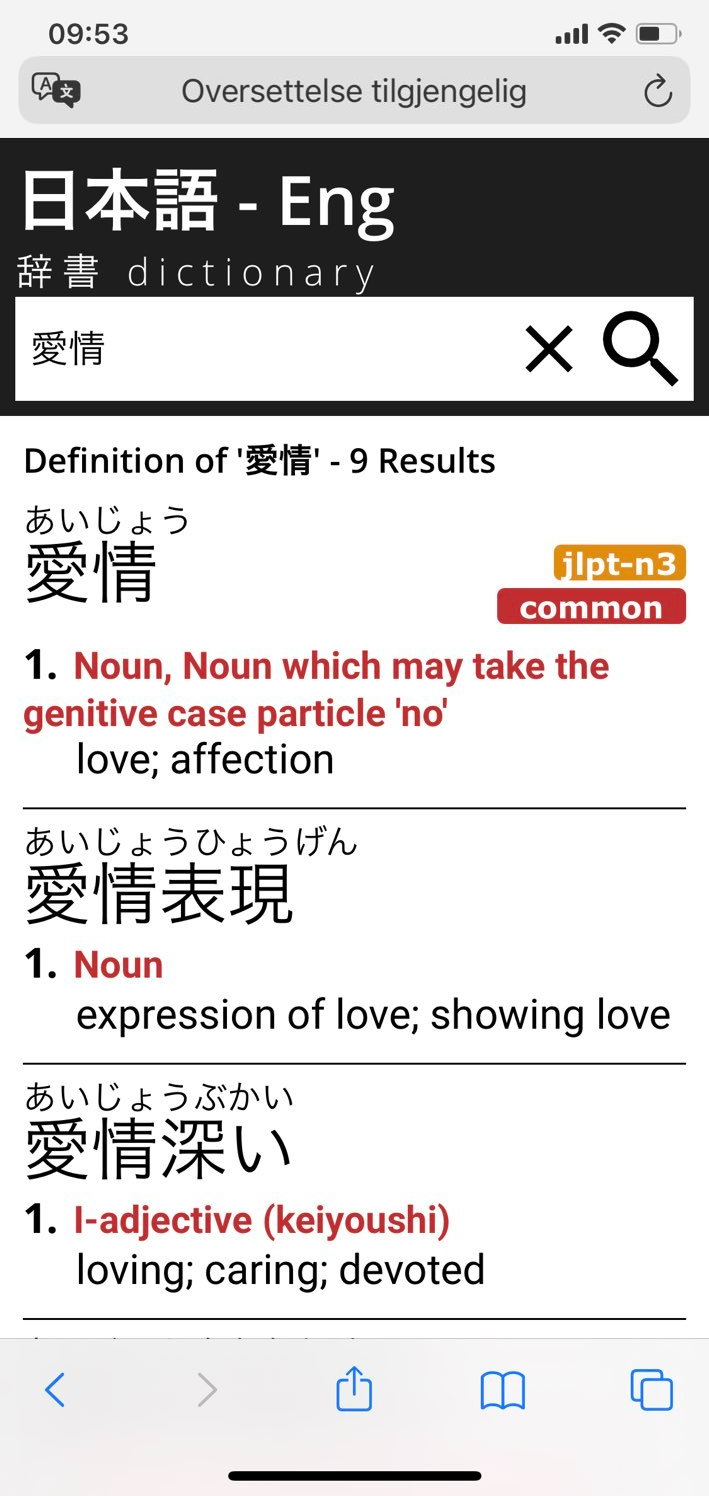 09:53
Oversettelse tilgjengelig
日本語 - Eng
辞書 dictionary
愛情
Definition of '愛情' - 9 Results
あいじょう
愛情
jlpt-n3
common
1. Noun, Noun which may take the
genitive case particle 'no'
love; affection
あいじょうひょうげん
愛情表現
1. Noun
expression of love; showing love
あいじょうぶかい
愛情深い
1. I-adjective (keiyoushi)
loving; caring; devoted